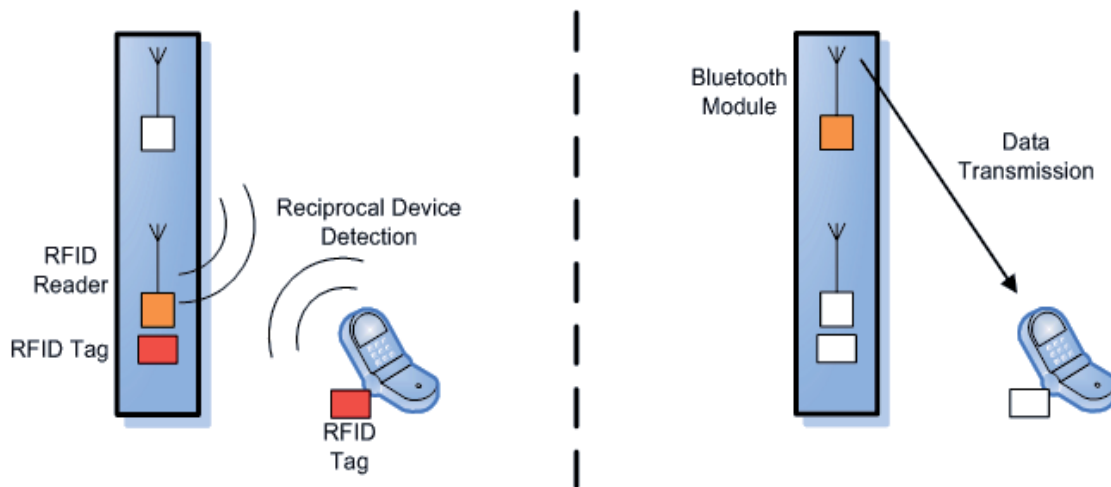 Reciprocal Device
Detection
RFID
Reader
RFID Tag
RFID
Tag
Bluetooth
Module
Data
Transmission